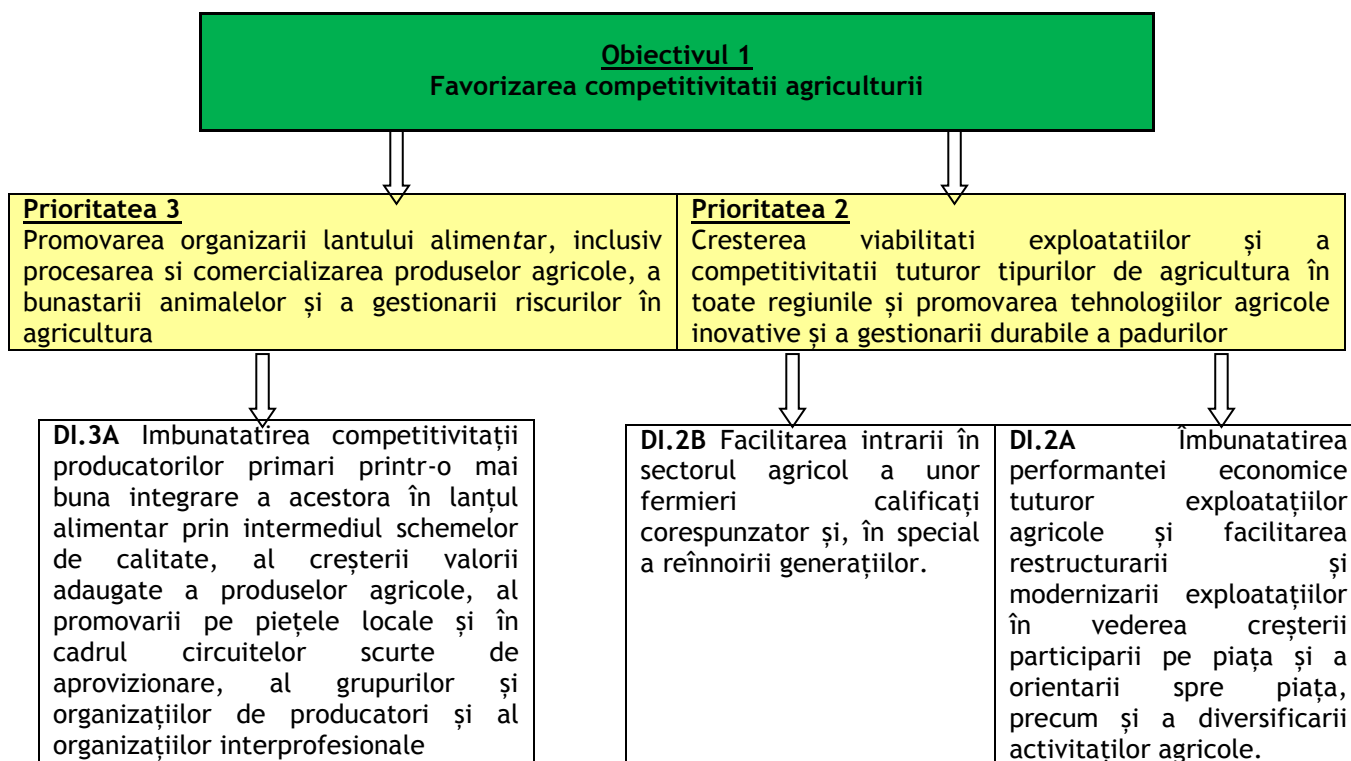 Obiectivul 1
Favorizarea competitivitatii agriculturii
Prioritatea 3
Promovarea organizarii lantului alimentar, inclusiv
procesarea si comercializarea produselor agricole, a
bunastarii animalelor și a gestionarii riscurilor în
agricultura
Prioritatea 2
Cresterea viabilitati exploatatiilor și a
competitivitatii tuturor tipurilor de agricultura în
toate regiunile și promovarea tehnologiilor agricole
inovative și a gestionarii durabile a padurilor
DI.3A Imbunatatirea competitivitații
producatorilor primari printr-o mai
buna integrare a acestora în lanțul
alimentar prin intermediul schemelor
de calitate, al creșterii valorii
adaugate a produselor agricole, al
promovarii pe piețele locale și în
cadrul circuitelor scurte de
aprovizionare, al grupurilor și
organizațiilor de producatori și al
organizațiilor interprofesionale
DI.2B Facilitarea intrarii în
sectorul agricol a unor
fermieri calificați
corespunzator și, în special
a reînnoirii generațiilor.
DI.2A Îmbunatatirea
performantei economice
tuturor exploatațiilor
agricole și facilitarea
restructurarii și
modernizarii exploatațiilor
în vederea creșterii
participarii pe piața și a
orientarii spre piața,
precum și a diversificarii
activitaților agricole.